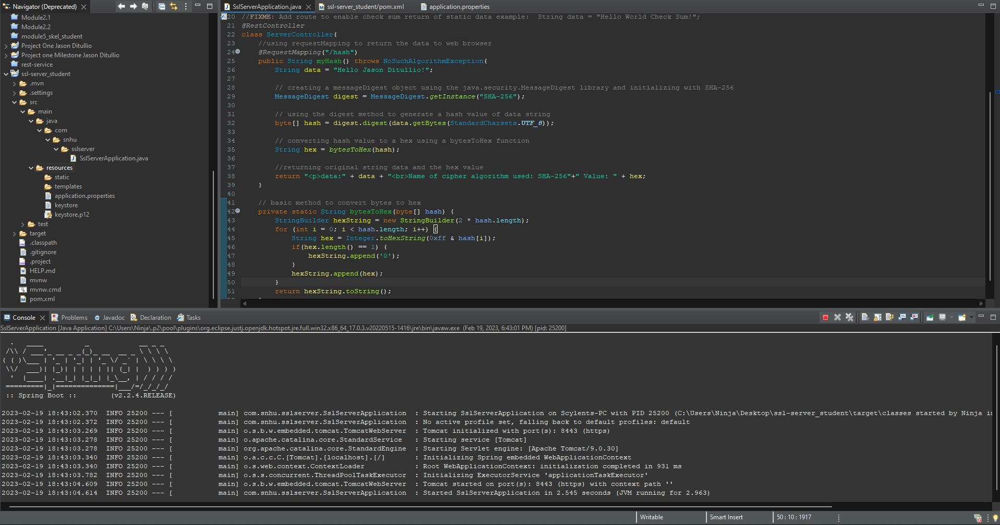 Navigator (Deprecated)
Module2.1
Module2.2
module5_skel_student
Project One Jason Ditullio
Project one Milestone Jason Ditullio
rest-service
ssl-server_student
.mvn
.settings
src
main
java
com
snhu
sslserver
SslServerApplication.java
resources
static
templates
application.properties
keystore
keystore.p12
test
target
.classpath
.gitignore
.project
HELP.md
mvnw
mvnw.cmd
pom.xml
SslServerApplication.java ssl-server_student/pom.xml application.properties
20 //FIXME: Add route to enable check sum return of static data example:  String data = "Hello World Check Sum!";
21 @RestController
22 class ServerController{
23     //using requestMapping to return the data to web browser
24     @RequestMapping("/hash")
25     public String myHash() throws NoSuchAlgorithmException{
26         String data = "Hello Jason Ditullio!";
27
28         // creating a messageDigest object using the java.security.MessageDigest library and initializing with SHA-256
29         MessageDigest digest = MessageDigest.getInstance("SHA-256");
30
31         // using the digest method to generate a hash value of data string
32         byte[] hash = digest.digest(data.getBytes(StandardCharsets.UTF_8));
33
34         // converting hash value to a hex using a bytesToHex function
35         String hex = bytesToHex(hash);
36
37         //returning original string data and the hex value
38         return "<p>data:" + data + "<br>Name of cipher algorithm used: SHA-256"+" Value: " + hex;
39     }
40
41     // basic method to convert bytes to hex
42     private static String bytesToHex(byte[] hash) {
43         StringBuilder hexString = new StringBuilder(2 * hash.length);
44         for (int i = 0; i < hash.length; i++) {
45             String hex = Integer.toHexString(0xff & hash[i]);
46             if(hex.length() == 1) {
47                 hexString.append('0');
48             }
49             hexString.append(hex);
50         }
51         return hexString.toString();
Console Problems Javadoc Declaration Tasks
SslServerApplication [Java Application] C:\Users\Ninja\.p2\pool\plugins\org.eclipse.justj.openjdk.hotspot.jre.full.win32.x86_64_17.0.3.v20220515-1416\jre\bin\javaw.exe (Feb 19, 2023, 6:43:01 PM) [pid: 25200]
Spring
:: Spring Boot ::        (v2.2.4.RELEASE)
2023-02-19 18:43:02.370  INFO 25200 --- [           main] com.snhu.sslserver.SslServerApplication  : Starting SslServerApplication on Scylents-PC with PID 25200 (C:\Users\Ninja\Desktop\ssl-server_student\target\classes started by Ninja in
2023-02-19 18:43:02.372  INFO 25200 --- [           main] com.snhu.sslserver.SslServerApplication  : No active profile set, falling back to default profiles: default
2023-02-19 18:43:03.269  INFO 25200 --- [           main] o.s.b.w.embedded.tomcat.TomcatWebServer  : Tomcat initialized with port(s): 8443 (https)
2023-02-19 18:43:03.278  INFO 25200 --- [           main] o.apache.catalina.core.StandardService   : Starting service [Tomcat]
2023-02-19 18:43:03.278  INFO 25200 --- [           main] org.apache.catalina.core.StandardEngine  : Starting Servlet engine: [Apache Tomcat/9.0.30]
2023-02-19 18:43:03.340  INFO 25200 --- [           main] o.a.c.c.C.[Tomcat].[localhost].[/]       : Initializing Spring embedded WebApplicationContext
2023-02-19 18:43:03.340  INFO 25200 --- [           main] o.s.web.context.ContextLoader            : Root WebApplicationContext: initialization completed in 931 ms
2023-02-19 18:43:03.782  INFO 25200 --- [           main] o.s.s.concurrent.ThreadPoolTaskExecutor  : Initializing ExecutorService 'applicationTaskExecutor'
2023-02-19 18:43:04.609  INFO 25200 --- [           main] o.s.b.w.embedded.tomcat.TomcatWebServer  : Tomcat started on port(s): 8443 (https) with context path ''
2023-02-19 18:43:04.614  INFO 25200 --- [           main] com.snhu.sslserver.SslServerApplication  : Started SslServerApplication in 2.545 seconds (JVM running for 2.963)
Writable Smart Insert 50 : 10 : 1917